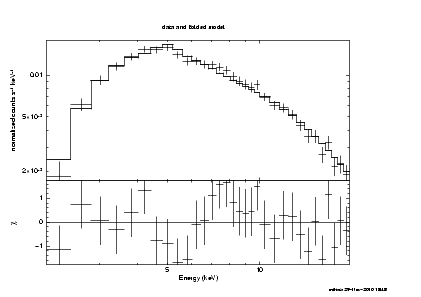 data and folded model
normalized counts s⁻¹ keV⁻¹
0.01
5×10⁻³
2×10⁻³
χ
1
0
−1
5
10
Energy (keV)